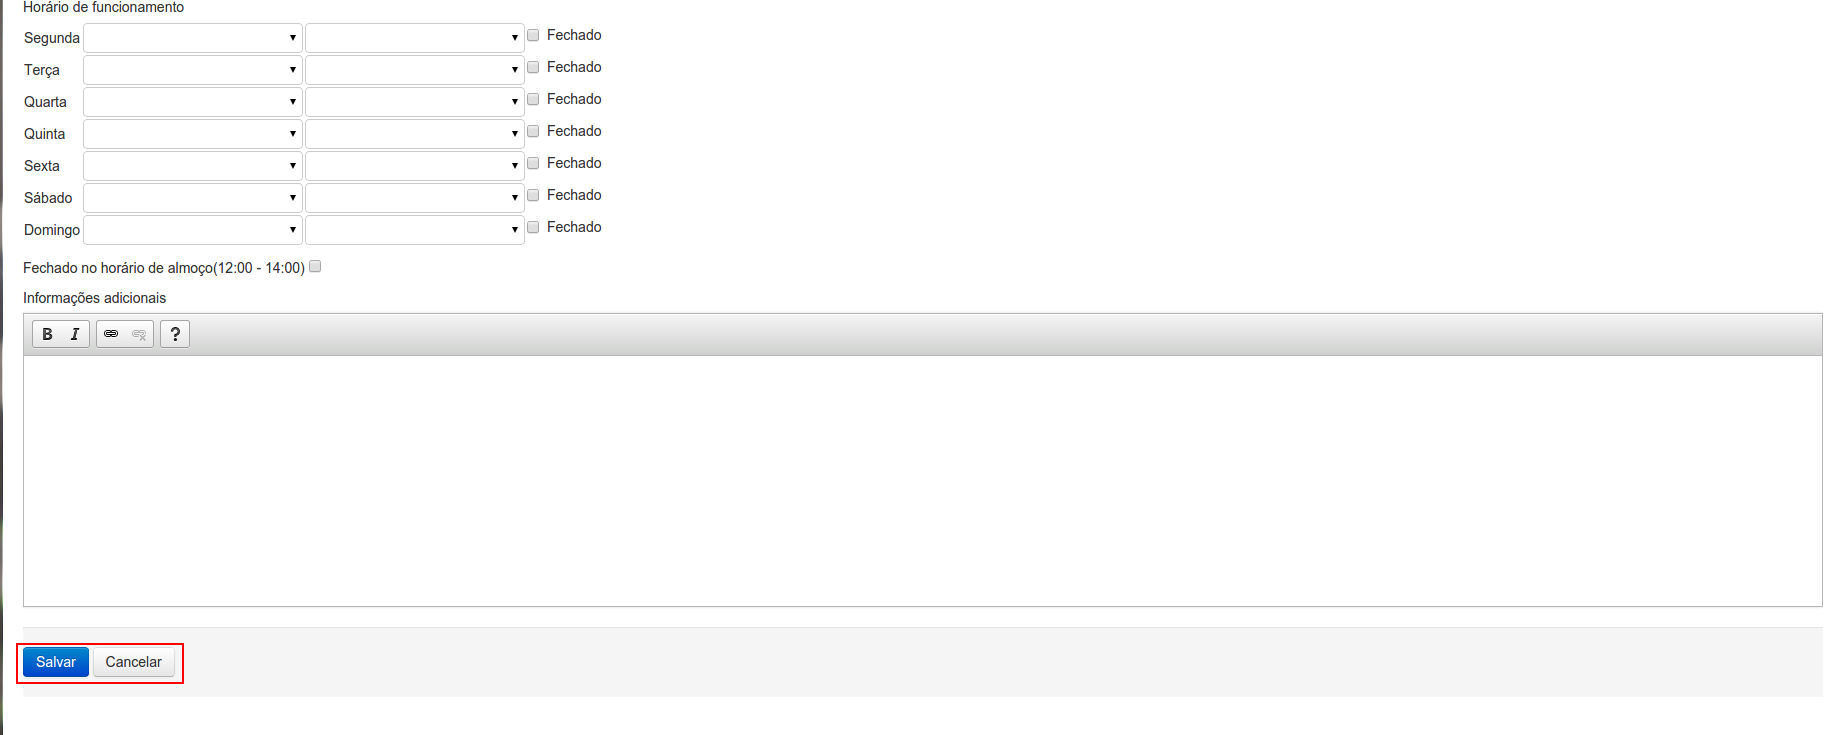 Horário de funcionamento
Segunda Fechado
Terça Fechado
Quarta Fechado
Quinta Fechado
Sexta Fechado
Sábado Fechado
Domingo Fechado
Fechado no horário de almoço(12:00 - 14:00)
Informações adicionais
B I ?
Salvar Cancelar